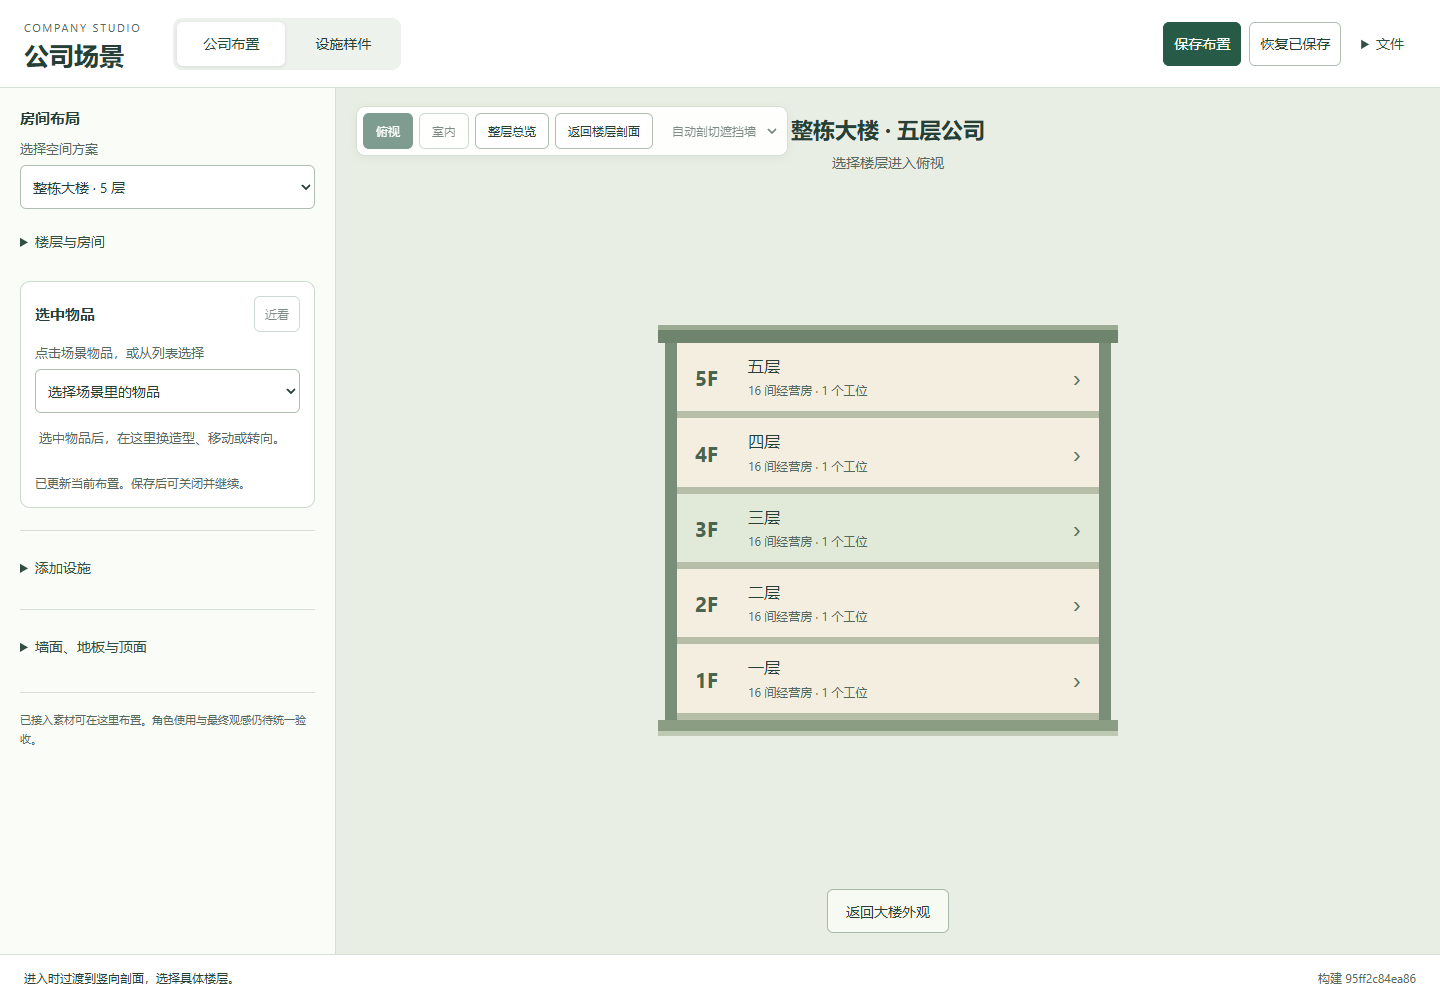 COMPANY STUDIO
公司场景
公司布置
设施样件
保存布置
恢复已保存
▶ 文件
房间布局
选择空间方案
整栋大楼 · 5 层
▶ 楼层与房间
选中物品
近看
点击场景物品，或从列表选择
选择场景里的物品
选中物品后，在这里换造型、移动或转向。
已更新当前布置。保存后可关闭并继续。
▶ 添加设施
▶ 墙面、地板与顶面
已接入素材可在这里布置。角色使用与最终观感仍待统一验
收。
俯视
室内
整层总览
返回楼层剖面
自动剖切遮挡墙
整栋大楼 · 五层公司
选择楼层进入俯视
5F
五层
16 间经营房 · 1 个工位
›
4F
四层
16 间经营房 · 1 个工位
›
3F
三层
16 间经营房 · 1 个工位
›
2F
二层
16 间经营房 · 1 个工位
›
1F
一层
16 间经营房 · 1 个工位
›
返回大楼外观
进入时过渡到竖向剖面，选择具体楼层。
构建 95ff2c84ea86